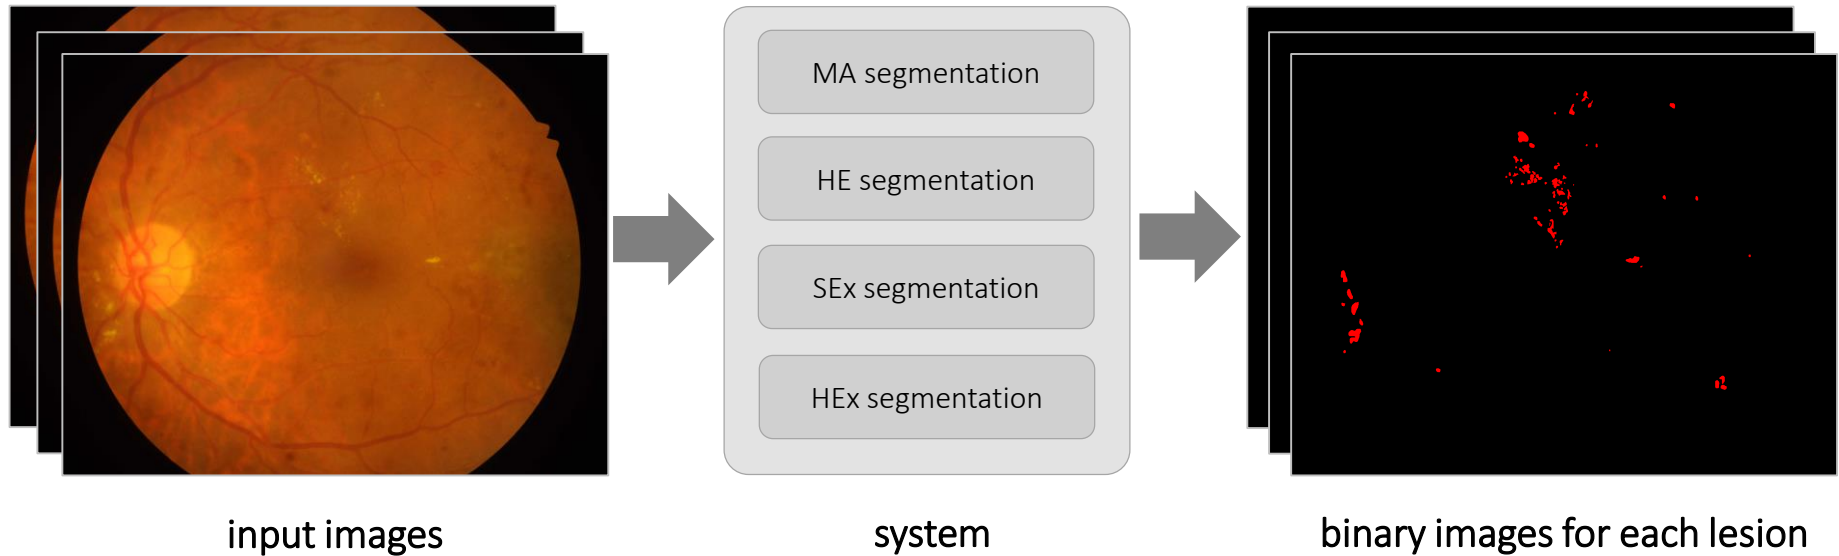 MA segmentation
HE segmentation
SEx segmentation
HEx segmentation
input images
system
binary images for each lesion